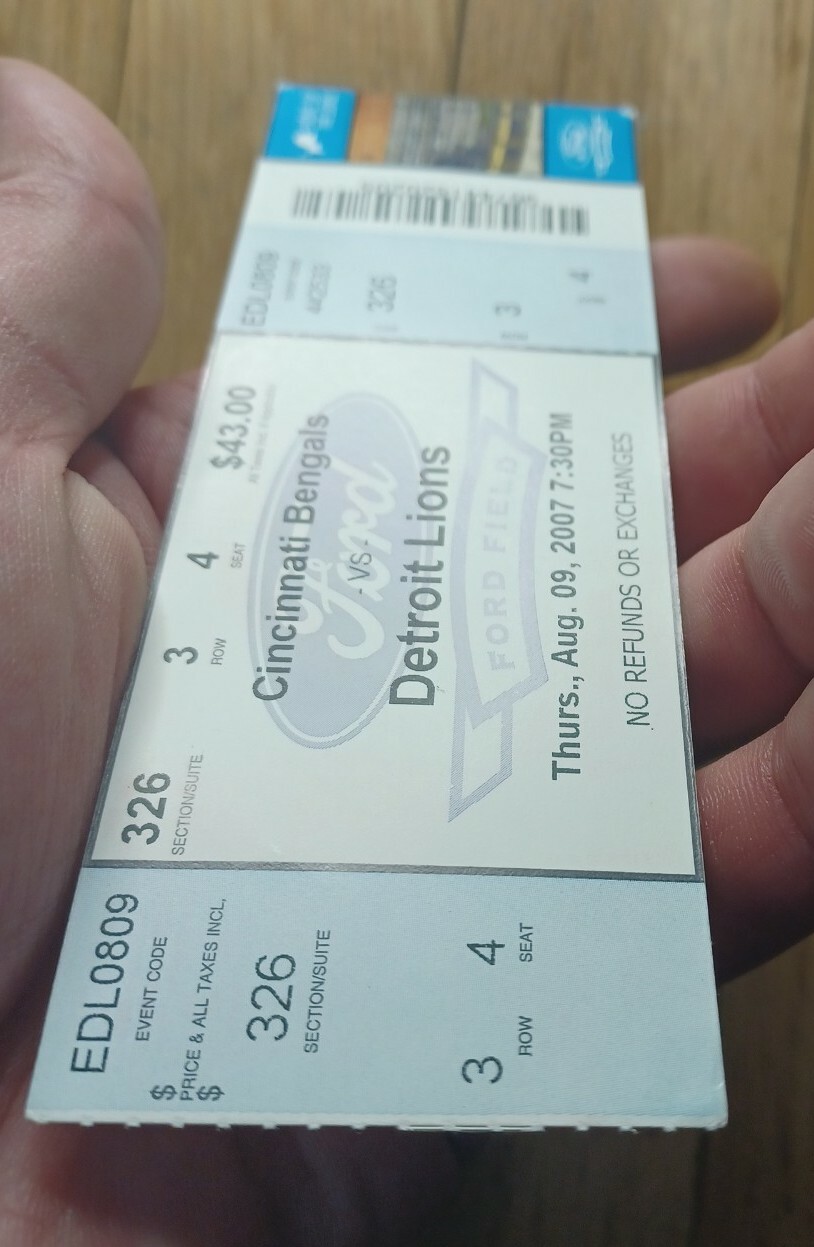 EDL0809
EVENT CODE
$
PRICE & ALL TAXES INCL,
$
326
SECTION/SUITE
3 4
ROW SEAT
326 3 4 $43.00
SECTION/SUITE ROW SEAT
Cincinnati Bengals
- VS -
Detroit Lions
Ford
FORD FIELD
Thurs., Aug. 09, 2007 7:30PM
NO REFUNDS OR EXCHANGES
EDL0809
326
3
4